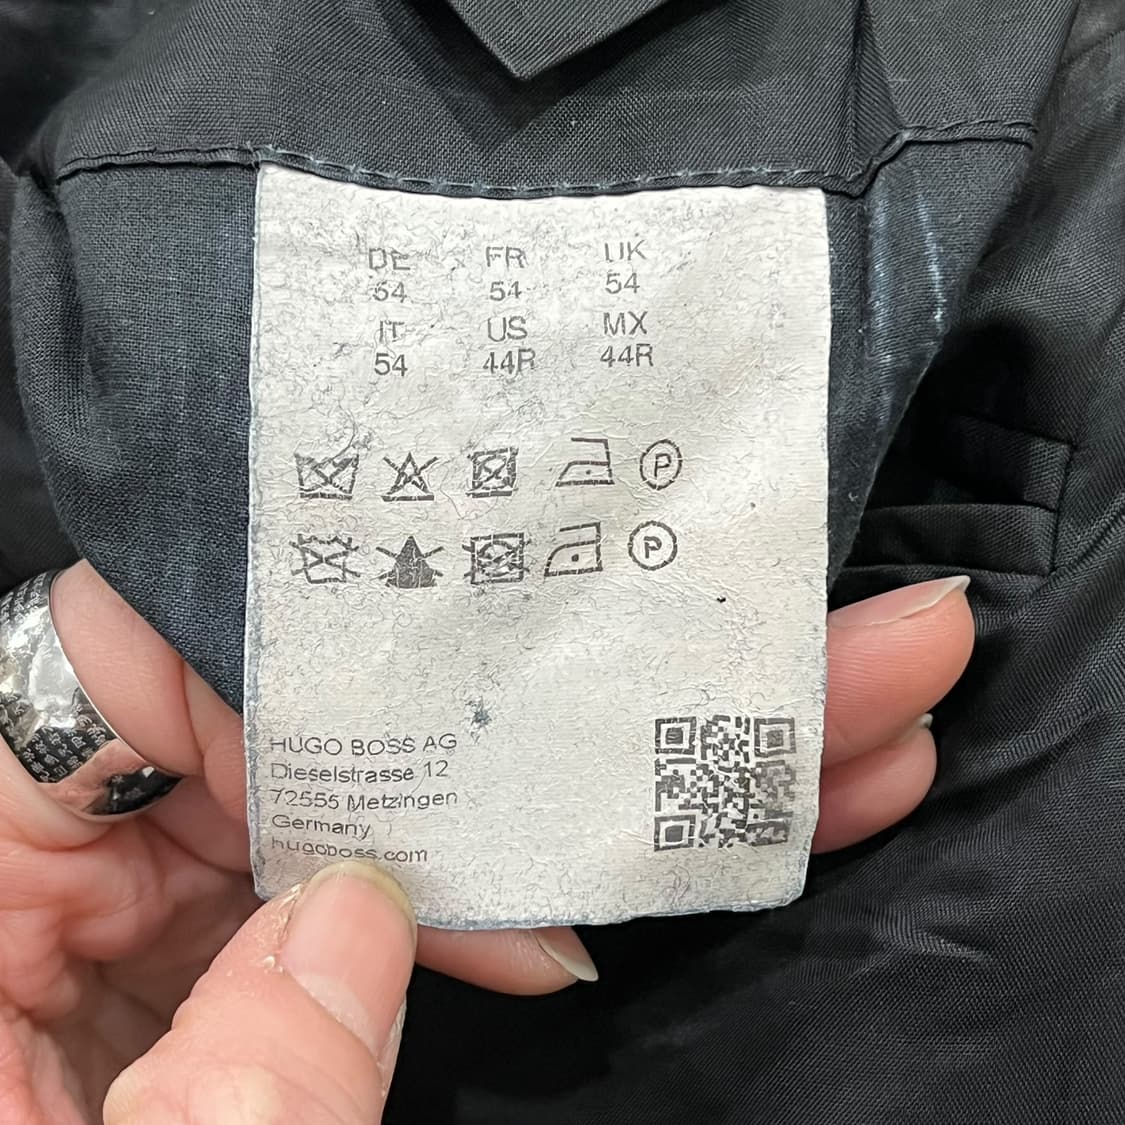 DE FR UK
54 54 54
IT US MX
54 44R 44R
P
P
HUGO BOSS AG
Dieselstrasse 12
72555 Metzingen
Germany
hugoboss.com